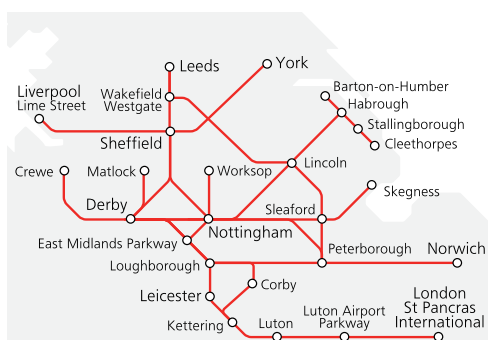 Leeds
York
Liverpool
Lime Street
Wakefield
Westgate
Barton-on-Humber
Habrough
Stallingborough
Cleethorpes
Sheffield
Crewe
Matlock
Worksop
Lincoln
Skegness
Derby
Sleaford
Nottingham
East Midlands Parkway
Peterborough
Norwich
Loughborough
Corby
Leicester
Kettering
Luton
Luton Airport
Parkway
London
St Pancras
International